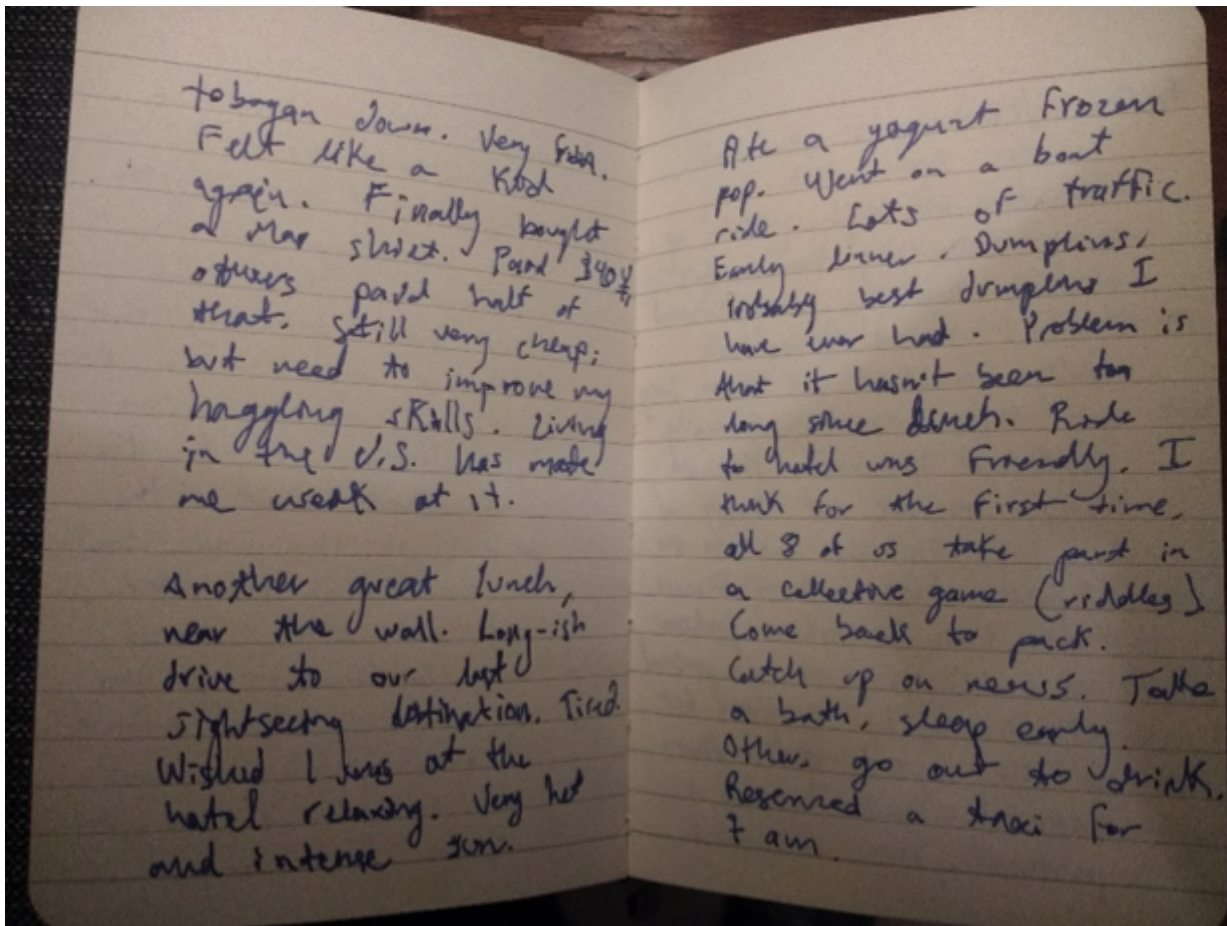 tobogan down. Very fun.
Felt like a kid
again. Finally bought
a Mao shirt. Paid $40
others paid half of
that. Still very cheap;
but need to improve my
haggling skills. Living
in the U.S. has made
me weak at it.
Another great lunch,
near the wall. Long-ish
drive to our last
sightseeing destination. Tired.
Wished I was at the
hotel relaxing. Very hot
and intense sun.
Ate a yogurt frozen
pop. Went on a boat
ride. Lots of traffic.
Early dinner. Dumplins,
Probably best dumplins I
have ever had. Problem is
that it hasn't been too
long since lunch. Ride
to hotel was friendly. I
think for the first time,
all 8 of us take part in
a collective game (riddles)
Come back to pack.
Catch up on news. Take
a bath, sleep early.
Others go out to drink.
Reserved a taxi for
7 am.